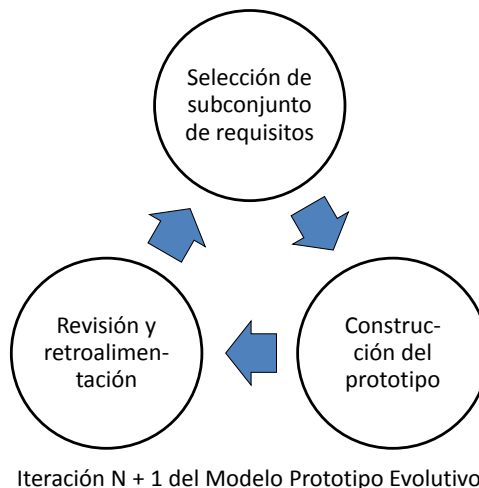 Selección de
subconjunto
de requisitos
Revisión y
retroalimen-
tación
Construc-
ción del
prototipo
Iteración N + 1 del Modelo Prototipo Evolutivo